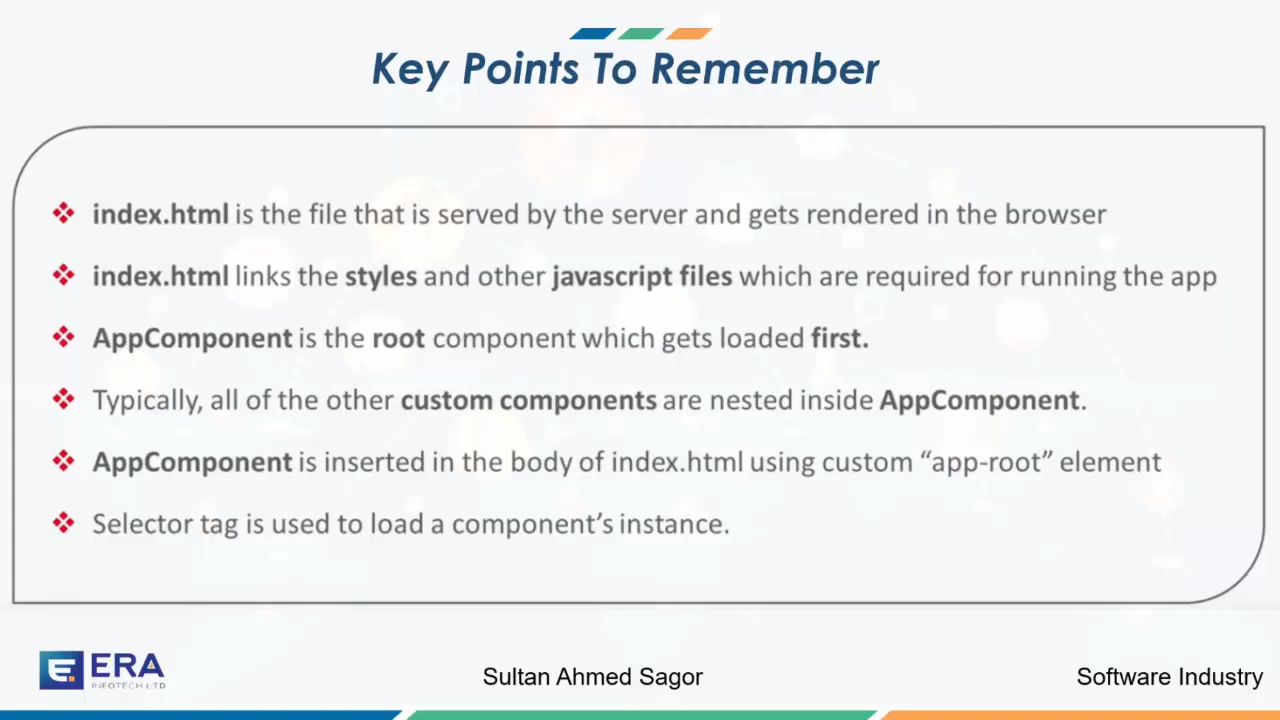 Key Points To Remember
index.html is the file that is served by the server and gets rendered in the browser
index.html links the styles and other javascript files which are required for running the app
AppComponent is the root component which gets loaded first.
Typically, all of the other custom components are nested inside AppComponent.
AppComponent is inserted in the body of index.html using custom “app-root” element
Selector tag is used to load a component’s instance.
ERA
INFOTECH LTD
Sultan Ahmed Sagor
Software Industry